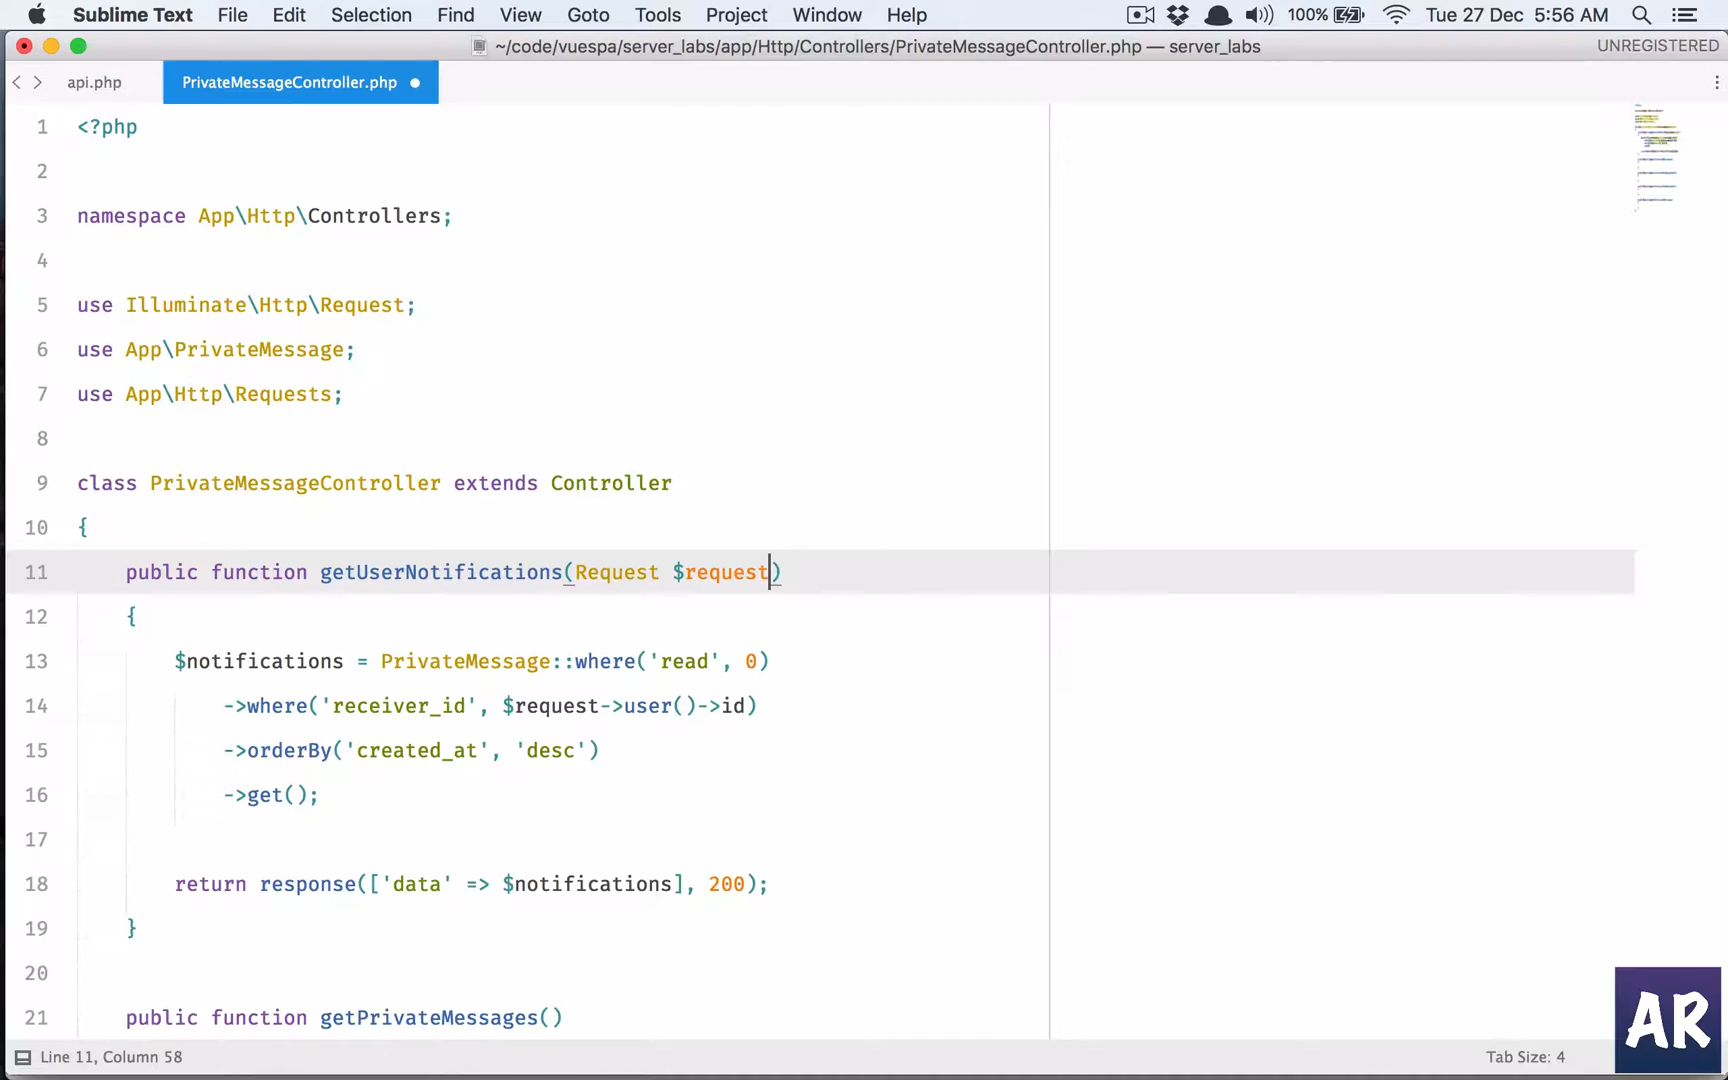 Sublime Text File Edit Selection Find View Goto Tools Project Window Help 100% Tue 27 Dec 5:56 AM
~/code/vuespa/server_labs/app/Http/Controllers/PrivateMessageController.php — server_labs UNREGISTERED
api.php PrivateMessageController.php
1 <?php
2
3 namespace App\Http\Controllers;
4
5 use Illuminate\Http\Request;
6 use App\PrivateMessage;
7 use App\Http\Requests;
8
9 class PrivateMessageController extends Controller
10 {
11 public function getUserNotifications(Request $request)
12 {
13 $notifications = PrivateMessage::where('read', 0)
14 ->where('receiver_id', $request->user()->id)
15 ->orderBy('created_at', 'desc')
16 ->get();
17
18 return response(['data' => $notifications], 200);
19 }
20
21 public function getPrivateMessages()
Line 11, Column 58 Tab Size: 4
AR